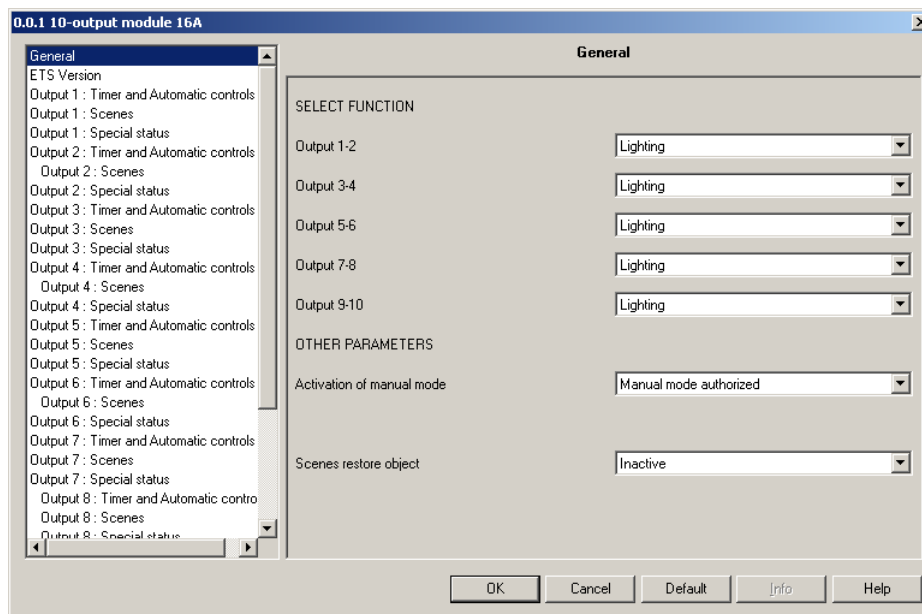 0.0.1 10-output module 16A
General
ETS Version
Output 1 : Timer and Automatic controls
Output 1 : Scenes
Output 1 : Special status
Output 2 : Timer and Automatic controls
Output 2 : Scenes
Output 2 : Special status
Output 3 : Timer and Automatic controls
Output 3 : Scenes
Output 3 : Special status
Output 4 : Timer and Automatic controls
Output 4 : Scenes
Output 4 : Special status
Output 5 : Timer and Automatic controls
Output 5 : Scenes
Output 5 : Special status
Output 6 : Timer and Automatic controls
Output 6 : Scenes
Output 6 : Special status
Output 7 : Timer and Automatic controls
Output 7 : Scenes
Output 7 : Special status
Output 8 : Timer and Automatic contro
Output 8 : Scenes
Output 8 : Special status
General
SELECT FUNCTION
Output 1-2 Lighting
Output 3-4 Lighting
Output 5-6 Lighting
Output 7-8 Lighting
Output 9-10 Lighting
OTHER PARAMETERS
Activation of manual mode Manual mode authorized
Scenes restore object Inactive
OK Cancel Default Info Help